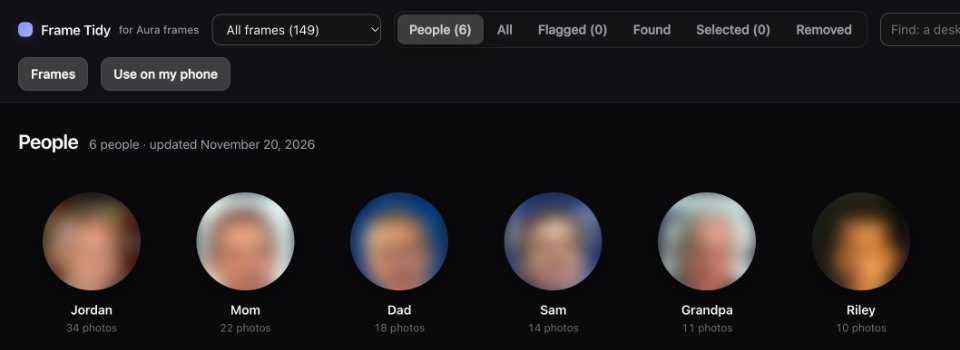 Frame Tidy for Aura frames All frames (149) People (6) All Flagged (0) Found Selected (0) Removed Find: a desk
Frames Use on my phone
People 6 people · updated November 20, 2026
Jordan Mom Dad Sam Grandpa Riley
34 photos 22 photos 18 photos 14 photos 11 photos 10 photos